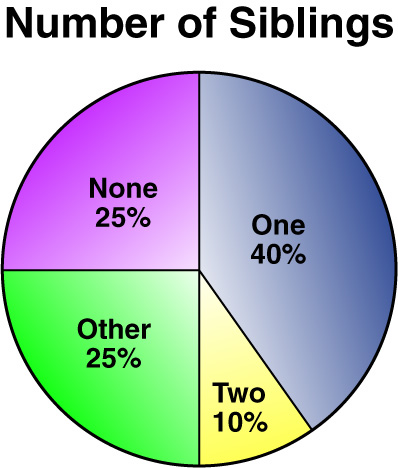 Number of Siblings
None
25%
One
40%
Other
25%
Two
10%